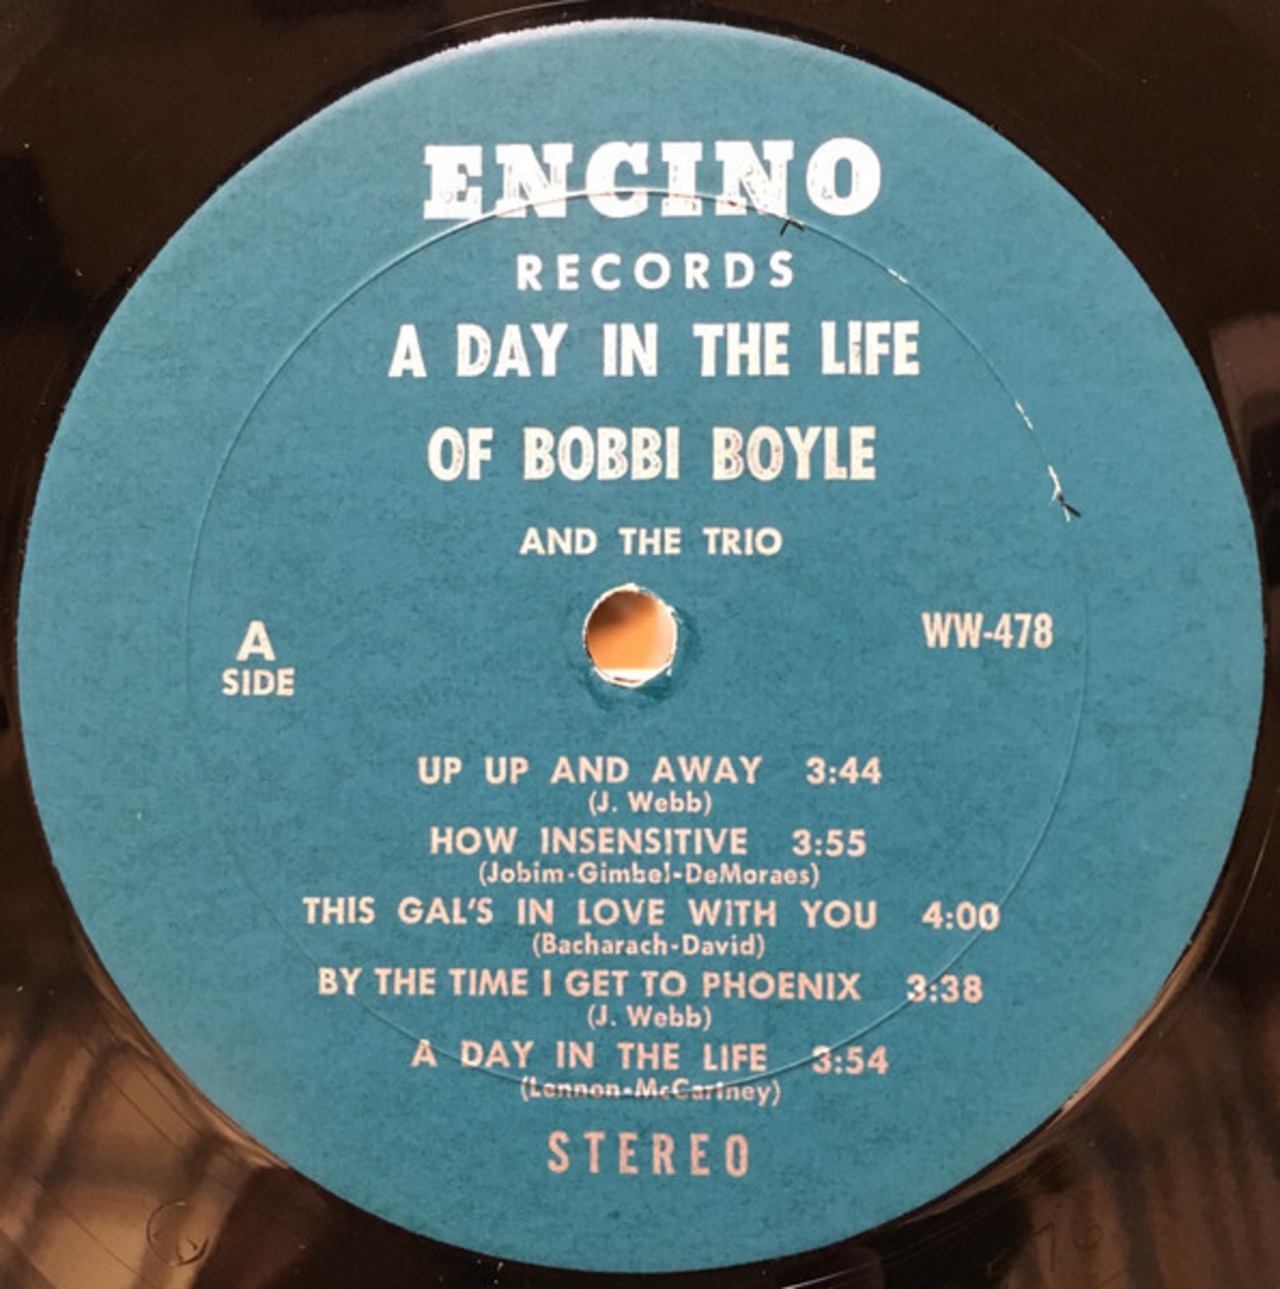 ENCINO
RECORDS
A DAY IN THE LIFE
OF BOBBI BOYLE
AND THE TRIO
A
SIDE
WW-478
UP UP AND AWAY 3:44
(J. Webb)
HOW INSENSITIVE 3:55
(Jobim-Gimbel-DeMoraes)
THIS GAL'S IN LOVE WITH YOU 4:00
(Bacharach-David)
BY THE TIME I GET TO PHOENIX 3:38
(J. Webb)
A DAY IN THE LIFE 3:54
(Lennon-McCartney)
STEREO